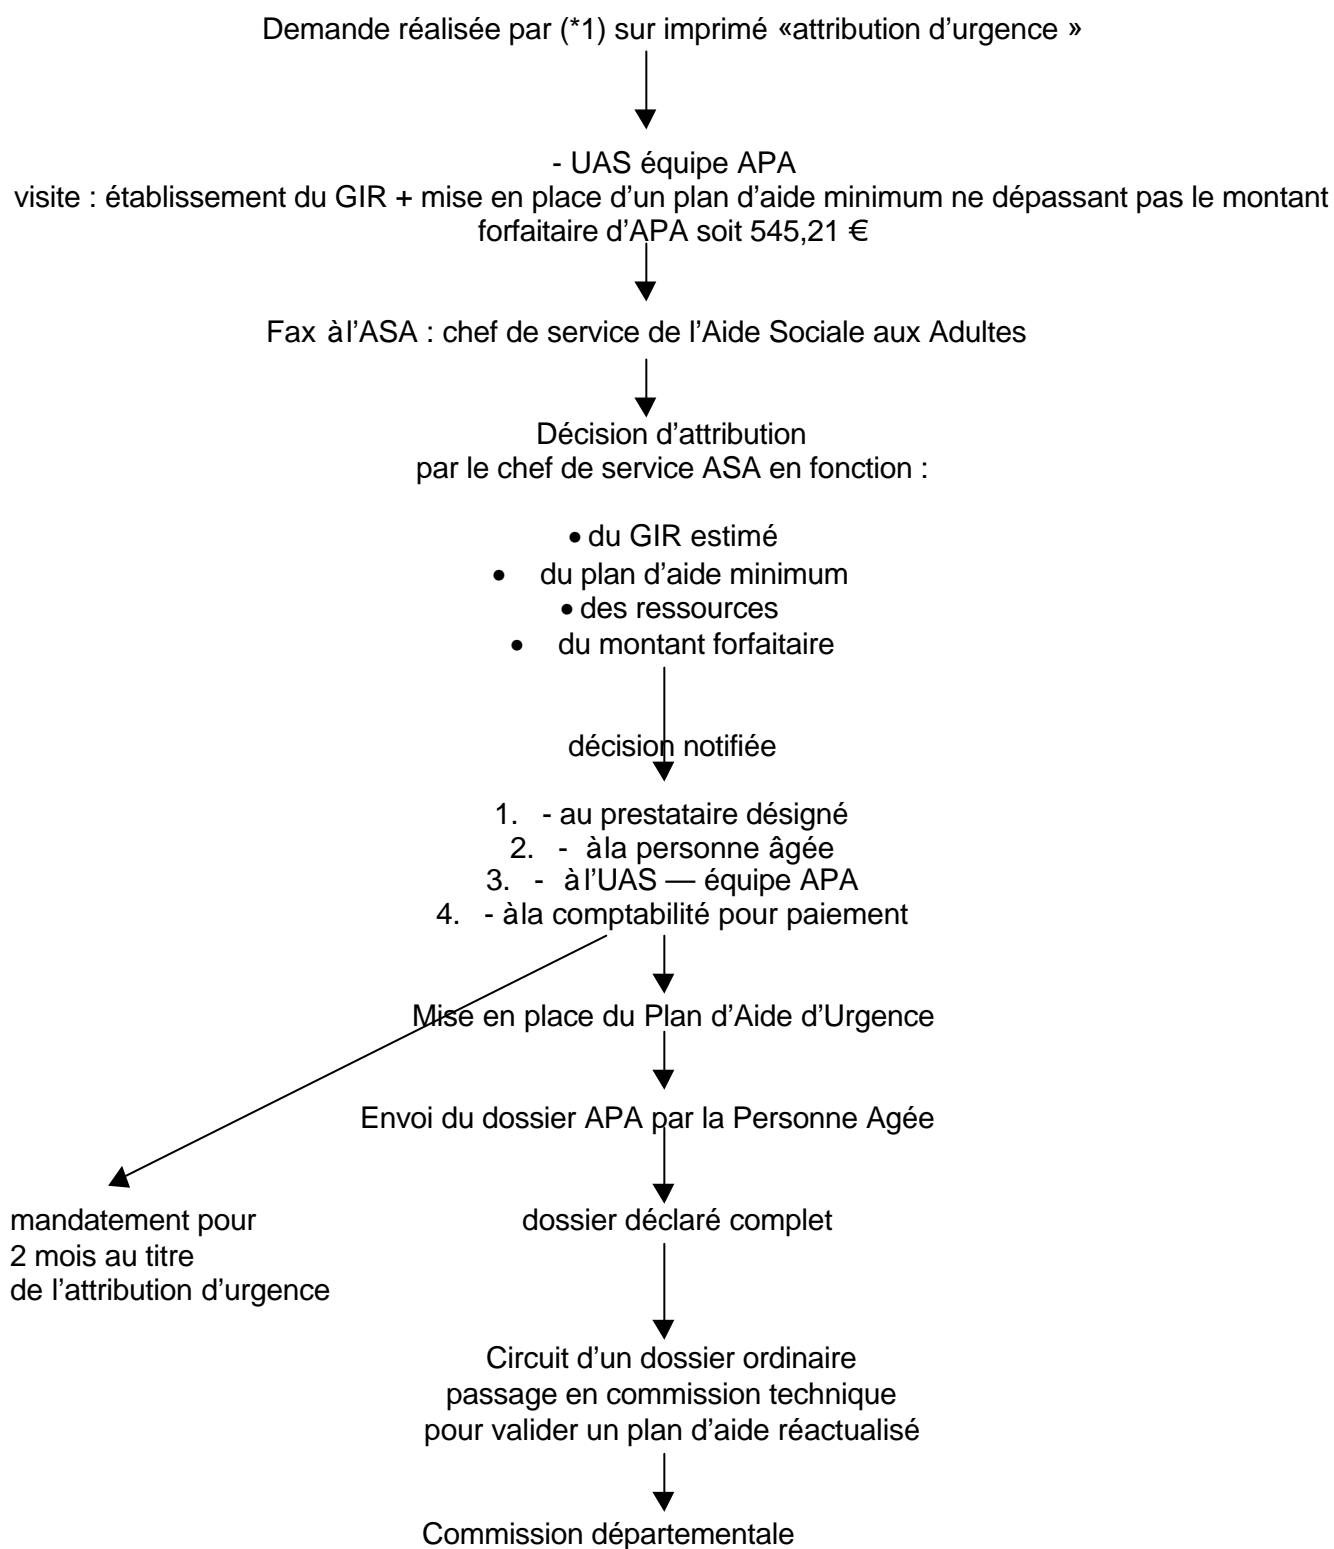 Demande réalisée par (*1) sur imprimé «attribution d’urgence »
- UAS équipe APA
visite : établissement du GIR + mise en place d’un plan d’aide minimum ne dépassant pas le montant
forfaitaire d’APA soit 545,21 €
Fax à l’ASA : chef de service de l’Aide Sociale aux Adultes
Décision d’attribution
par le chef de service ASA en fonction :
• du GIR estimé
• du plan d’aide minimum
• des ressources
• du montant forfaitaire
décision notifiée
1. - au prestataire désigné
2. - à la personne âgée
3. - à l’UAS — équipe APA
4. - à la comptabilité pour paiement
Mise en place du Plan d’Aide d’Urgence
Envoi du dossier APA par la Personne Agée
mandatement pour
2 mois au titre
de l’attribution d’urgence
dossier déclaré complet
Circuit d’un dossier ordinaire
passage en commission technique
pour valider un plan d’aide réactualisé
Commission départementale